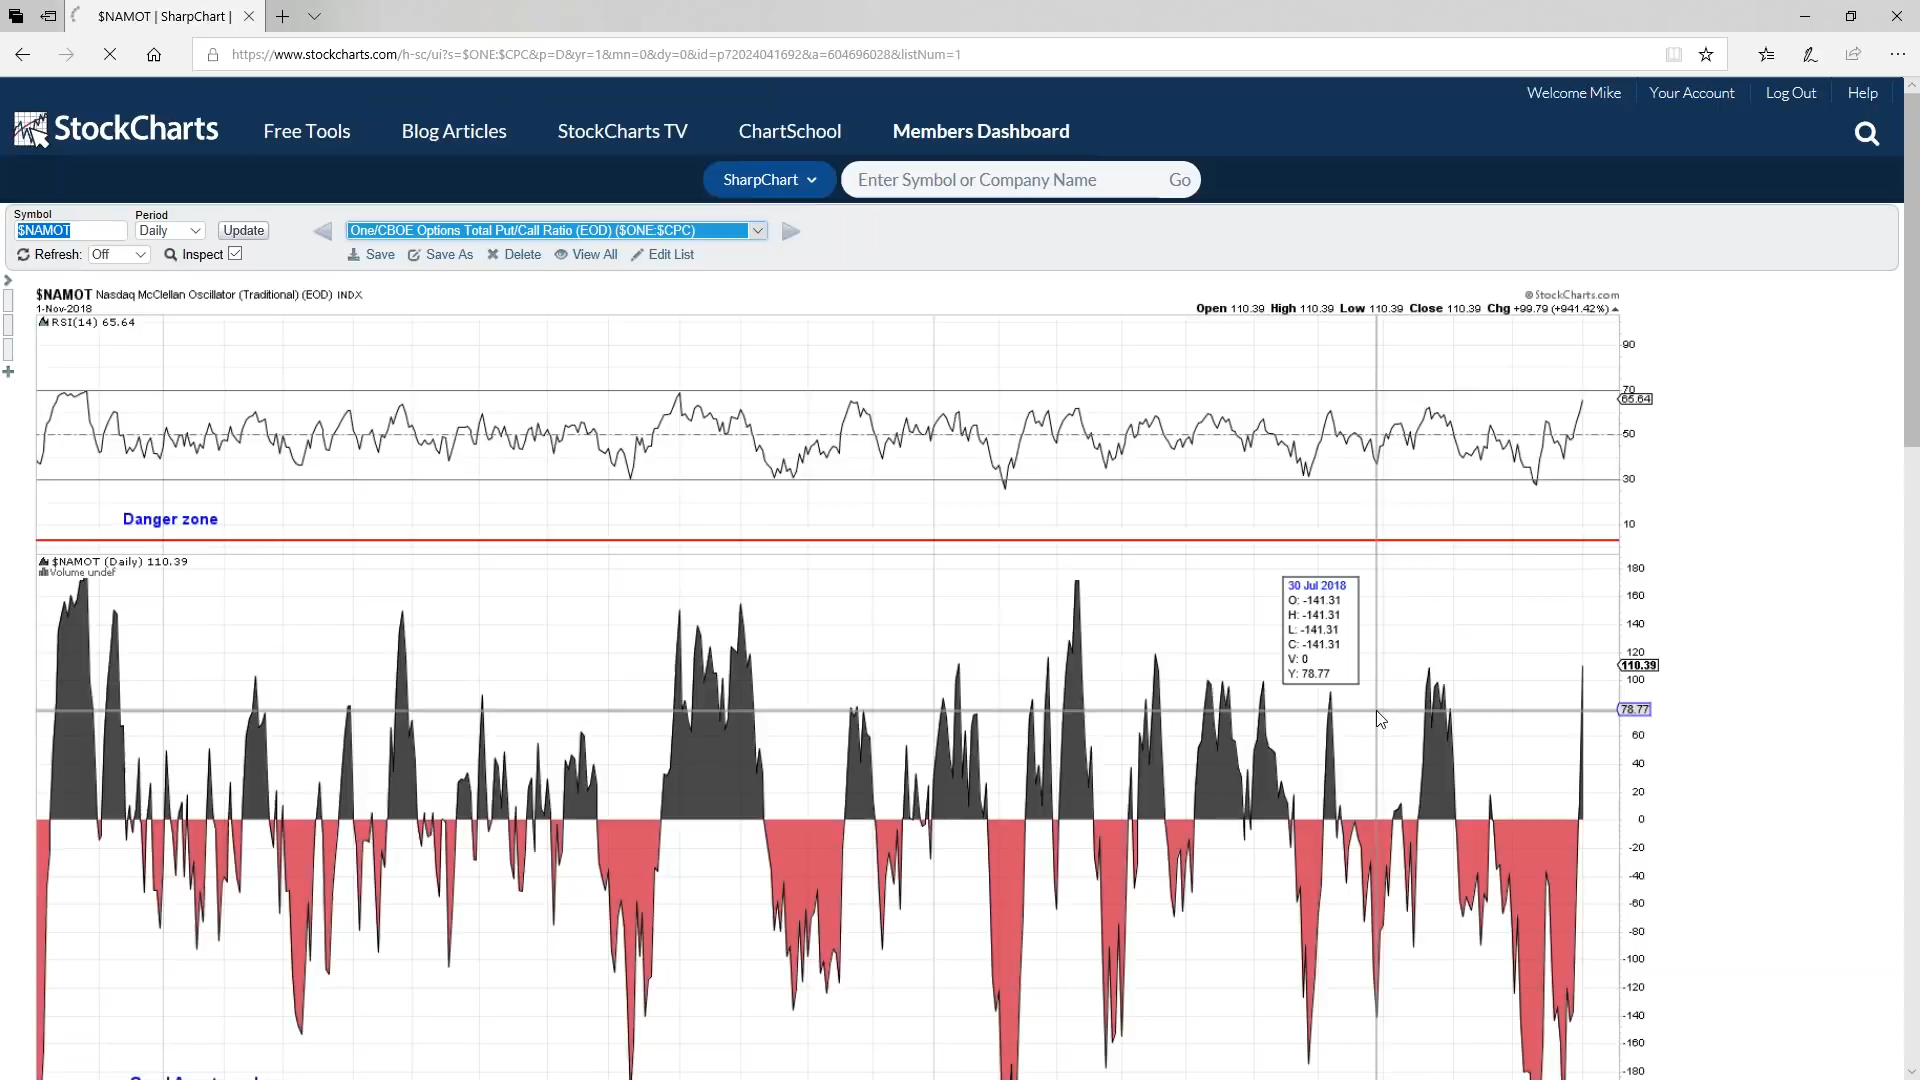 $NAMOT | SharpChart |
https://www.stockcharts.com/h-sc/ui?s=$ONE:$CPC&p=D&yr=1&mn=0&dy=0&id=p72024041692&a=604696028&listNum=1
Welcome Mike Your Account Log Out Help
StockCharts Free Tools Blog Articles StockCharts TV ChartSchool Members Dashboard
SharpChart Enter Symbol or Company Name Go
Symbol Period
$NAMOT Daily Update One/CBOE Options Total Put/Call Ratio (EOD) ($ONE:$CPC)
Refresh: Off Inspect Save Save As Delete View All Edit List
$NAMOT Nasdaq McClellan Oscillator (Traditional) (EOD) INDX
© StockCharts.com
1-Nov-2018
Open 110.39 High 110.39 Low 110.39 Close 110.39 Chg +99.79 (+941.42%)
RSI(14) 65.64
90
70
65.64
50
30
10
Danger zone
$NAMOT (Daily) 110.39
Volume undef
180
160
140
120
110.39
100
78.77
60
40
20
0
-20
-40
-60
-80
-100
-120
-140
-160
-180
30 Jul 2018
O: -141.31
H: -141.31
L: -141.31
C: -141.31
V: 0
Y: 78.77